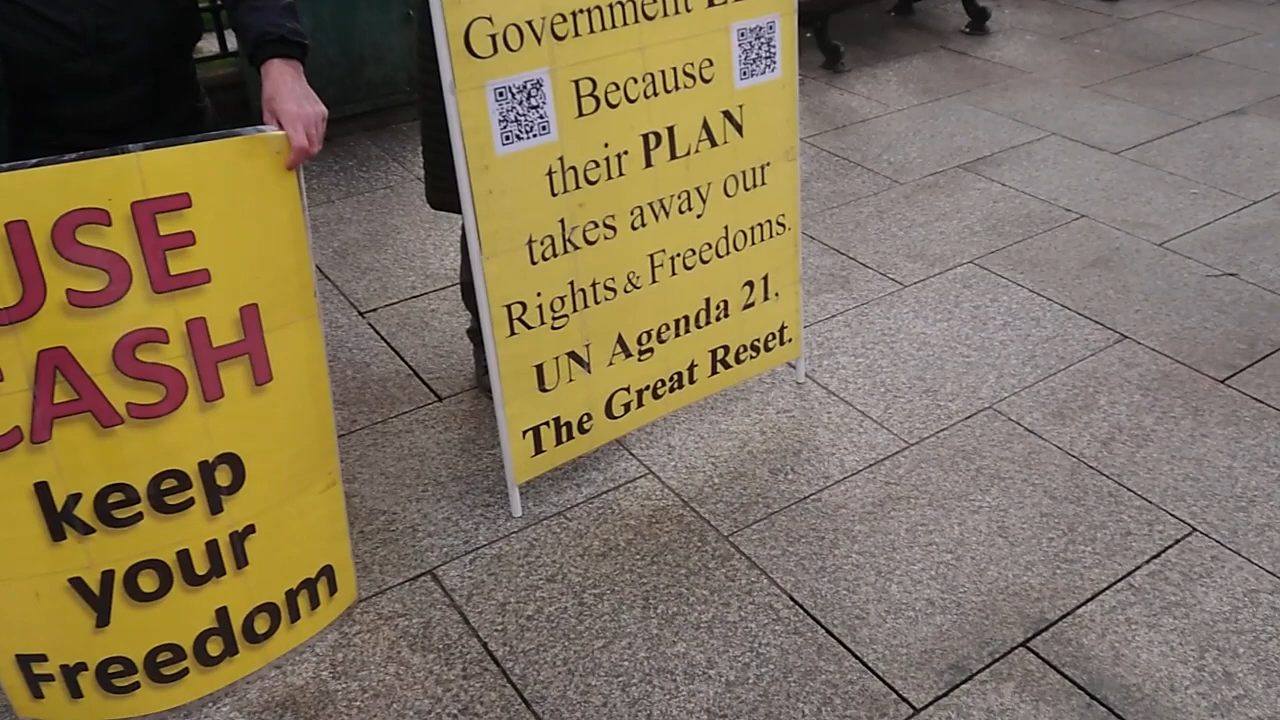 USE
CASH
keep
your
Freedom
Government
Because
their PLAN
takes away our
Rights & Freedoms.
UN Agenda 21,
The Great Reset.